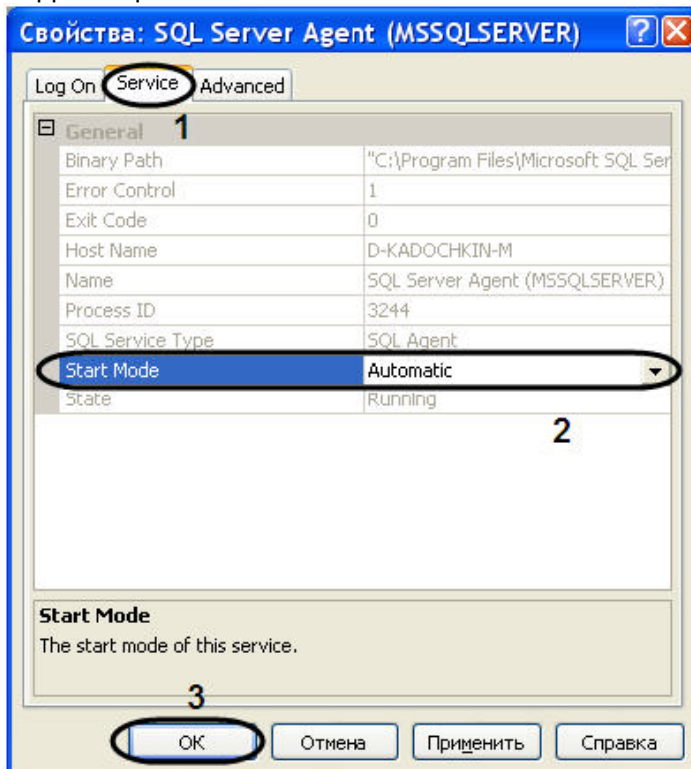 Свойства: SQL Server Agent (MSSQLSERVER)
Log On Service Advanced
1
General
Binary Path "C:\Program Files\Microsoft SQL Ser
Error Control 1
Exit Code 0
Host Name D-KADOCHKIN-M
Name SQL Server Agent (MSSQLSERVER)
Process ID 3244
SQL Service Type SQL Agent
Start Mode Automatic
State Running
2
Start Mode
The start mode of this service.
3
OK Отмена Применить Справка